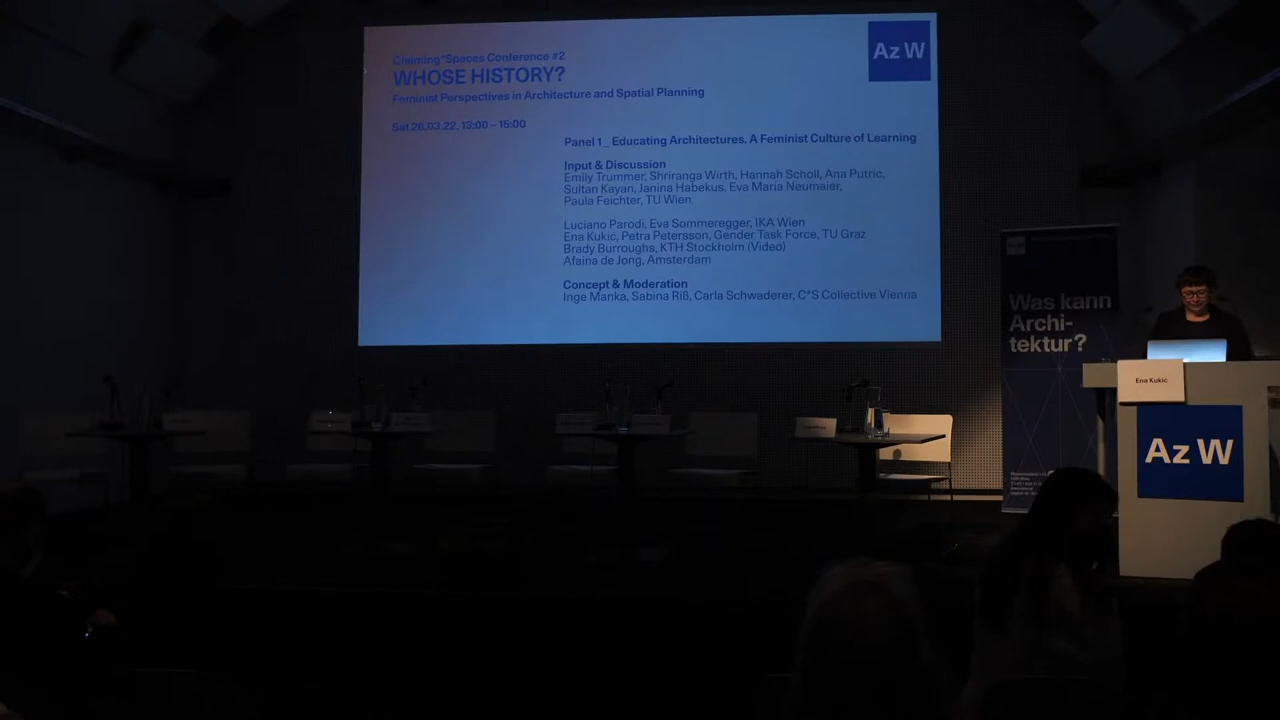 Claiming*Spaces Conference #2
WHOSE HISTORY?
Feminist Perspectives in Architecture and Spatial Planning
Sat 26.03.22, 13:00 – 15:00
Az W
Panel 1_ Educating Architectures. A Feminist Culture of Learning
Input & Discussion
Emily Trummer, Shriranga Wirth, Hannah Scholl, Ana Putric,
Sultan Kayan, Janina Habekus, Eva Maria Neumaier,
Paula Feichter, TU Wien
Luciano Parodi, Eva Sommeregger, IKA Wien
Ena Kukić, Petra Petersson, Gender Task Force, TU Graz
Brady Burroughs, KTH Stockholm (Video)
Afaina de Jong, Amsterdam
Concept & Moderation
Inge Manka, Sabina Riß, Carla Schwaderer, C*S Collective Vienna
Was kann
Archi-
tektur?
Ena Kukić
Az W